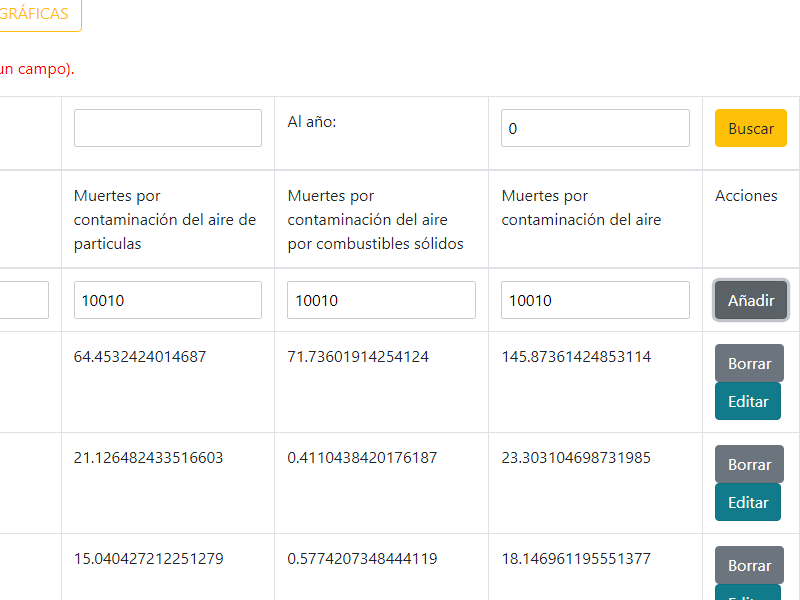 GRÁFICAS
un campo).
Al año:
0
Buscar
Muertes por
contaminación del aire de
particulas
Muertes por
contaminación del aire
por combustibles sólidos
Muertes por
contaminación del aire
Acciones
10010
10010
10010
Añadir
64.4532424014687
71.73601914254124
145.87361424853114
Borrar
Editar
21.126482433516603
0.4110438420176187
23.303104698731985
Borrar
Editar
15.040427212251279
0.5774207348444119
18.146961195551377
Borrar
Editar